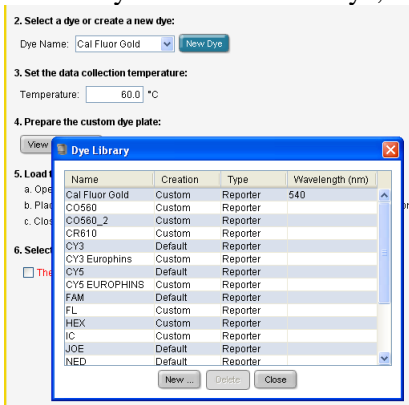 2. Select a dye or create a new dye:
Dye Name: Cal Fluor Gold New Dye
3. Set the data collection temperature:
Temperature: 60.0 °C
4. Prepare the custom dye plate:
View
Dye Library
5. Load t
a. Ope
b. Plac
c. Clos
6. Select
The
Name Creation Type Wavelength (nm)
Cal Fluor Gold Custom Reporter 540
CO560 Custom Reporter
CO560_2 Custom Reporter
CR610 Custom Reporter
CY3 Default Reporter
CY3 Europhins Custom Reporter
CY5 Default Reporter
CY5 EUROPHINS Custom Reporter
FAM Default Reporter
FL Custom Reporter
HEX Custom Reporter
IC Custom Reporter
JOE Default Reporter
NED Default Reporter
New ... Delete Close